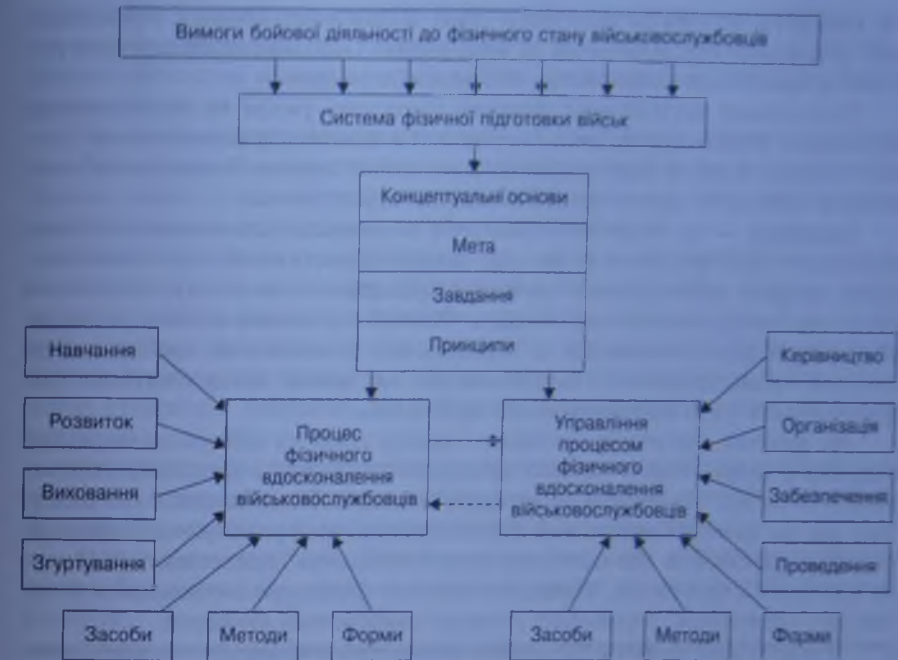 Вимоги бойової діяльності до фізичного стану військовослужбовців
Система фізичної підготовки військ
Концептуальні основи
Мета
Завдання
Принципи
Навчання
Розвиток
Виховання
Згуртування
Процес
фізичного
вдосконалення
військовослужбовців
Управління
процесом
фізичного
вдосконалення
військовослужбовців
Керівництво
Організація
Забезпечення
Проведення
Засоби
Методи
Форми
Засоби
Методи
Форми